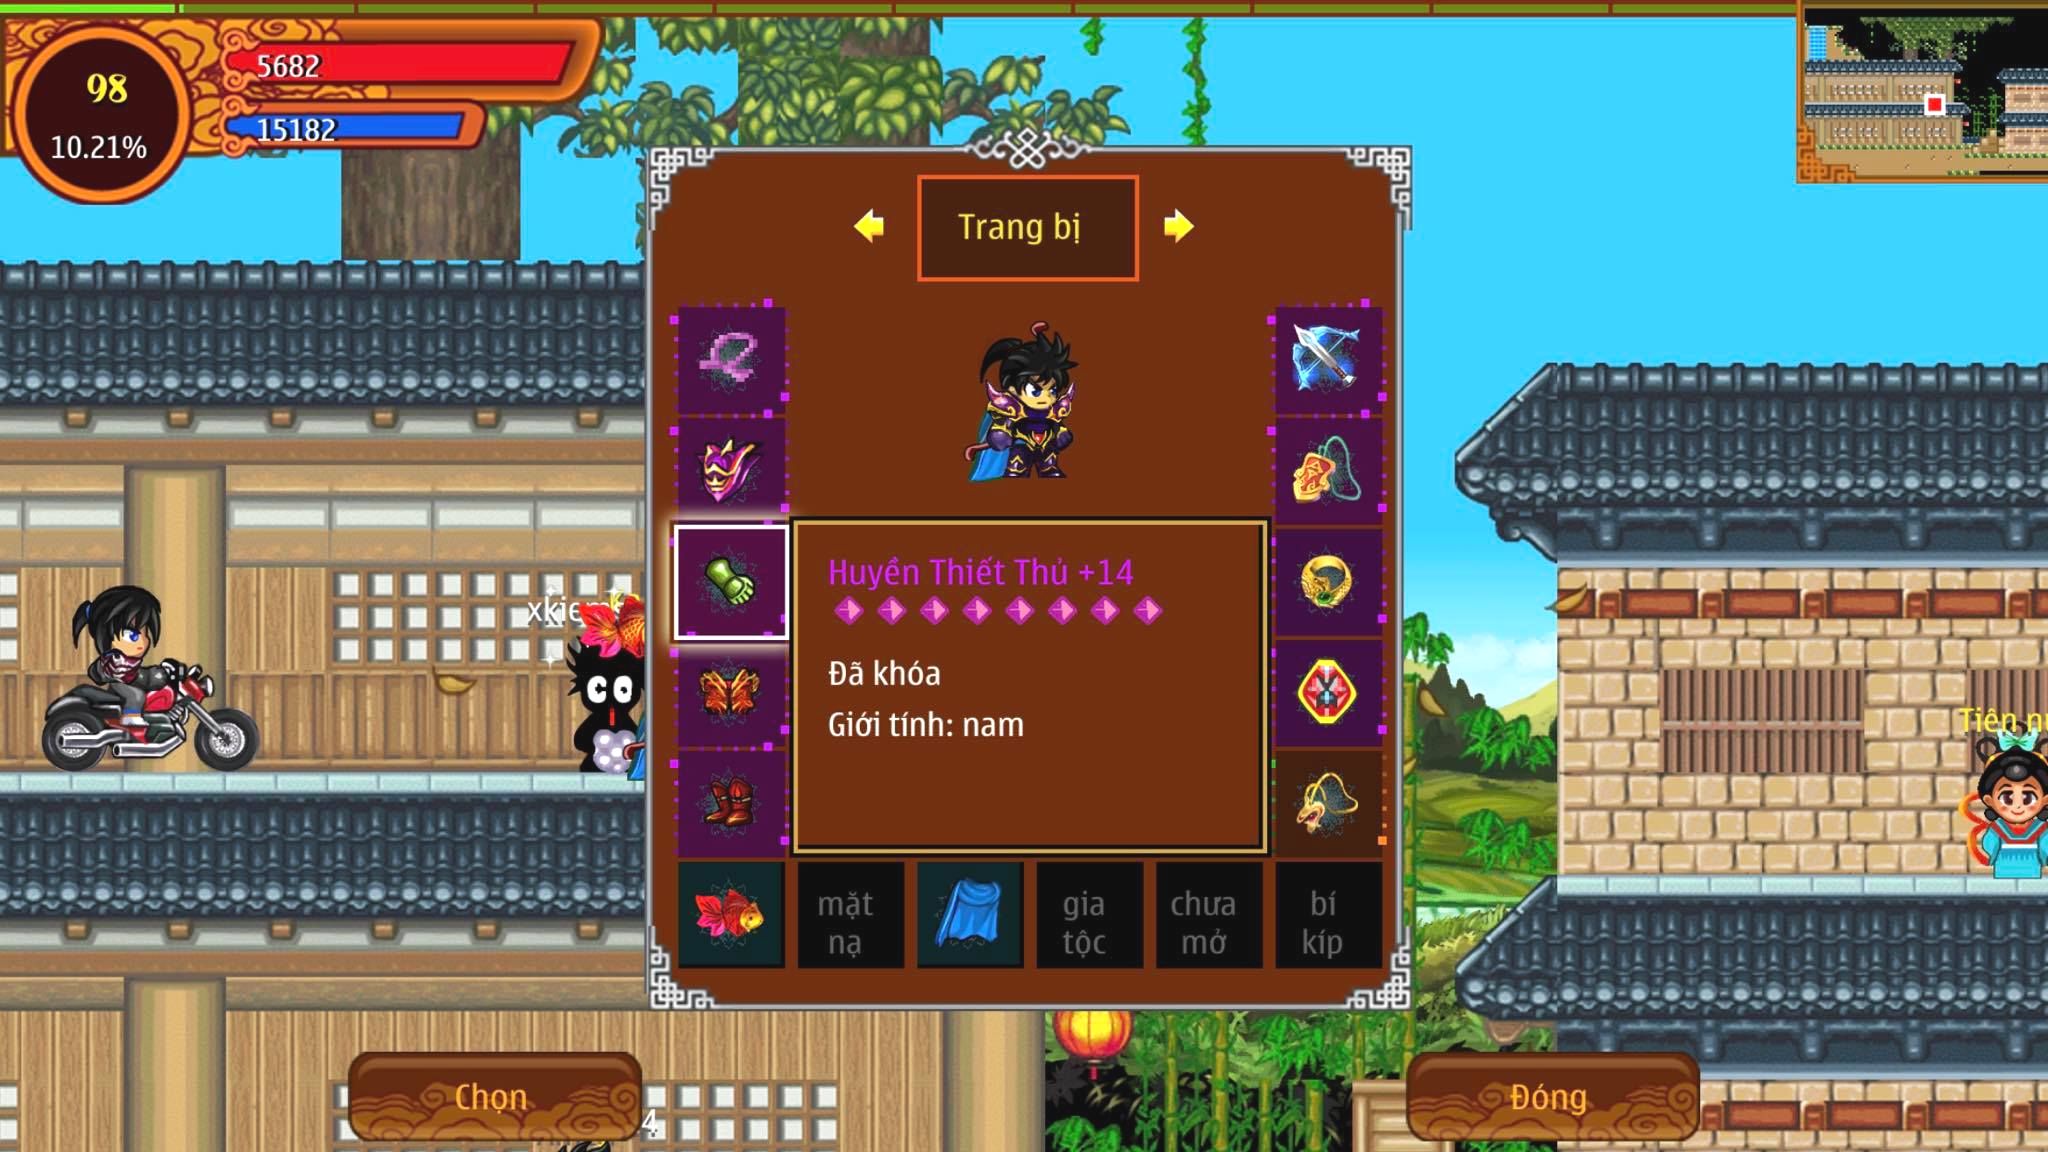 98
10.21%
5682
15182
Trang bị
Huyền Thiết Thủ +14
Đã khóa
Giới tính: nam
mặt
nạ
gia
tộc
chưa
mở
bí
kíp
Chọn
4
Đóng